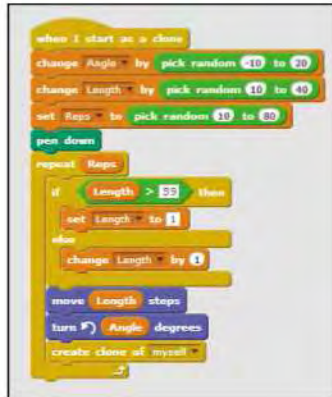 when I start as a clone
change Angle by pick random -10 to 20
change Length by pick random 10 to 40
set Reps to pick random 10 to 80
pen down
repeat Reps
if Length > 99 then
set Length to 1
else
change Length by 1
move Length steps
turn Angle degrees
create clone of myself